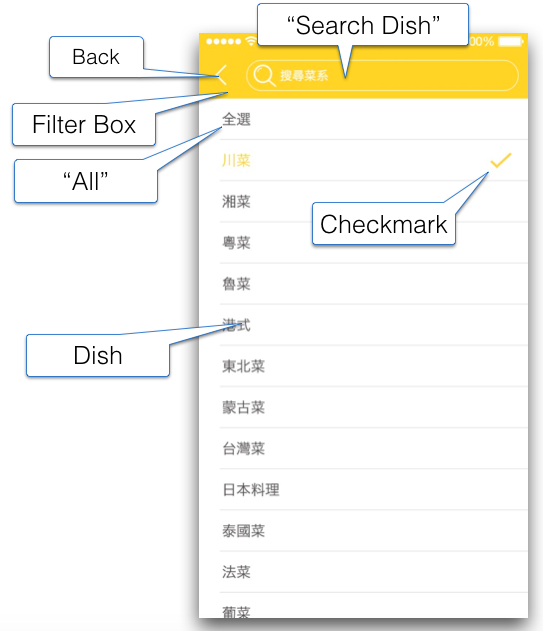 “Search Dish”
00%
Back
搜尋菜系
Filter Box
全選
“All”
川菜
湘菜
Checkmark
粵菜
魯菜
港式
Dish
東北菜
蒙古菜
台灣菜
日本料理
泰國菜
法菜
葡菜